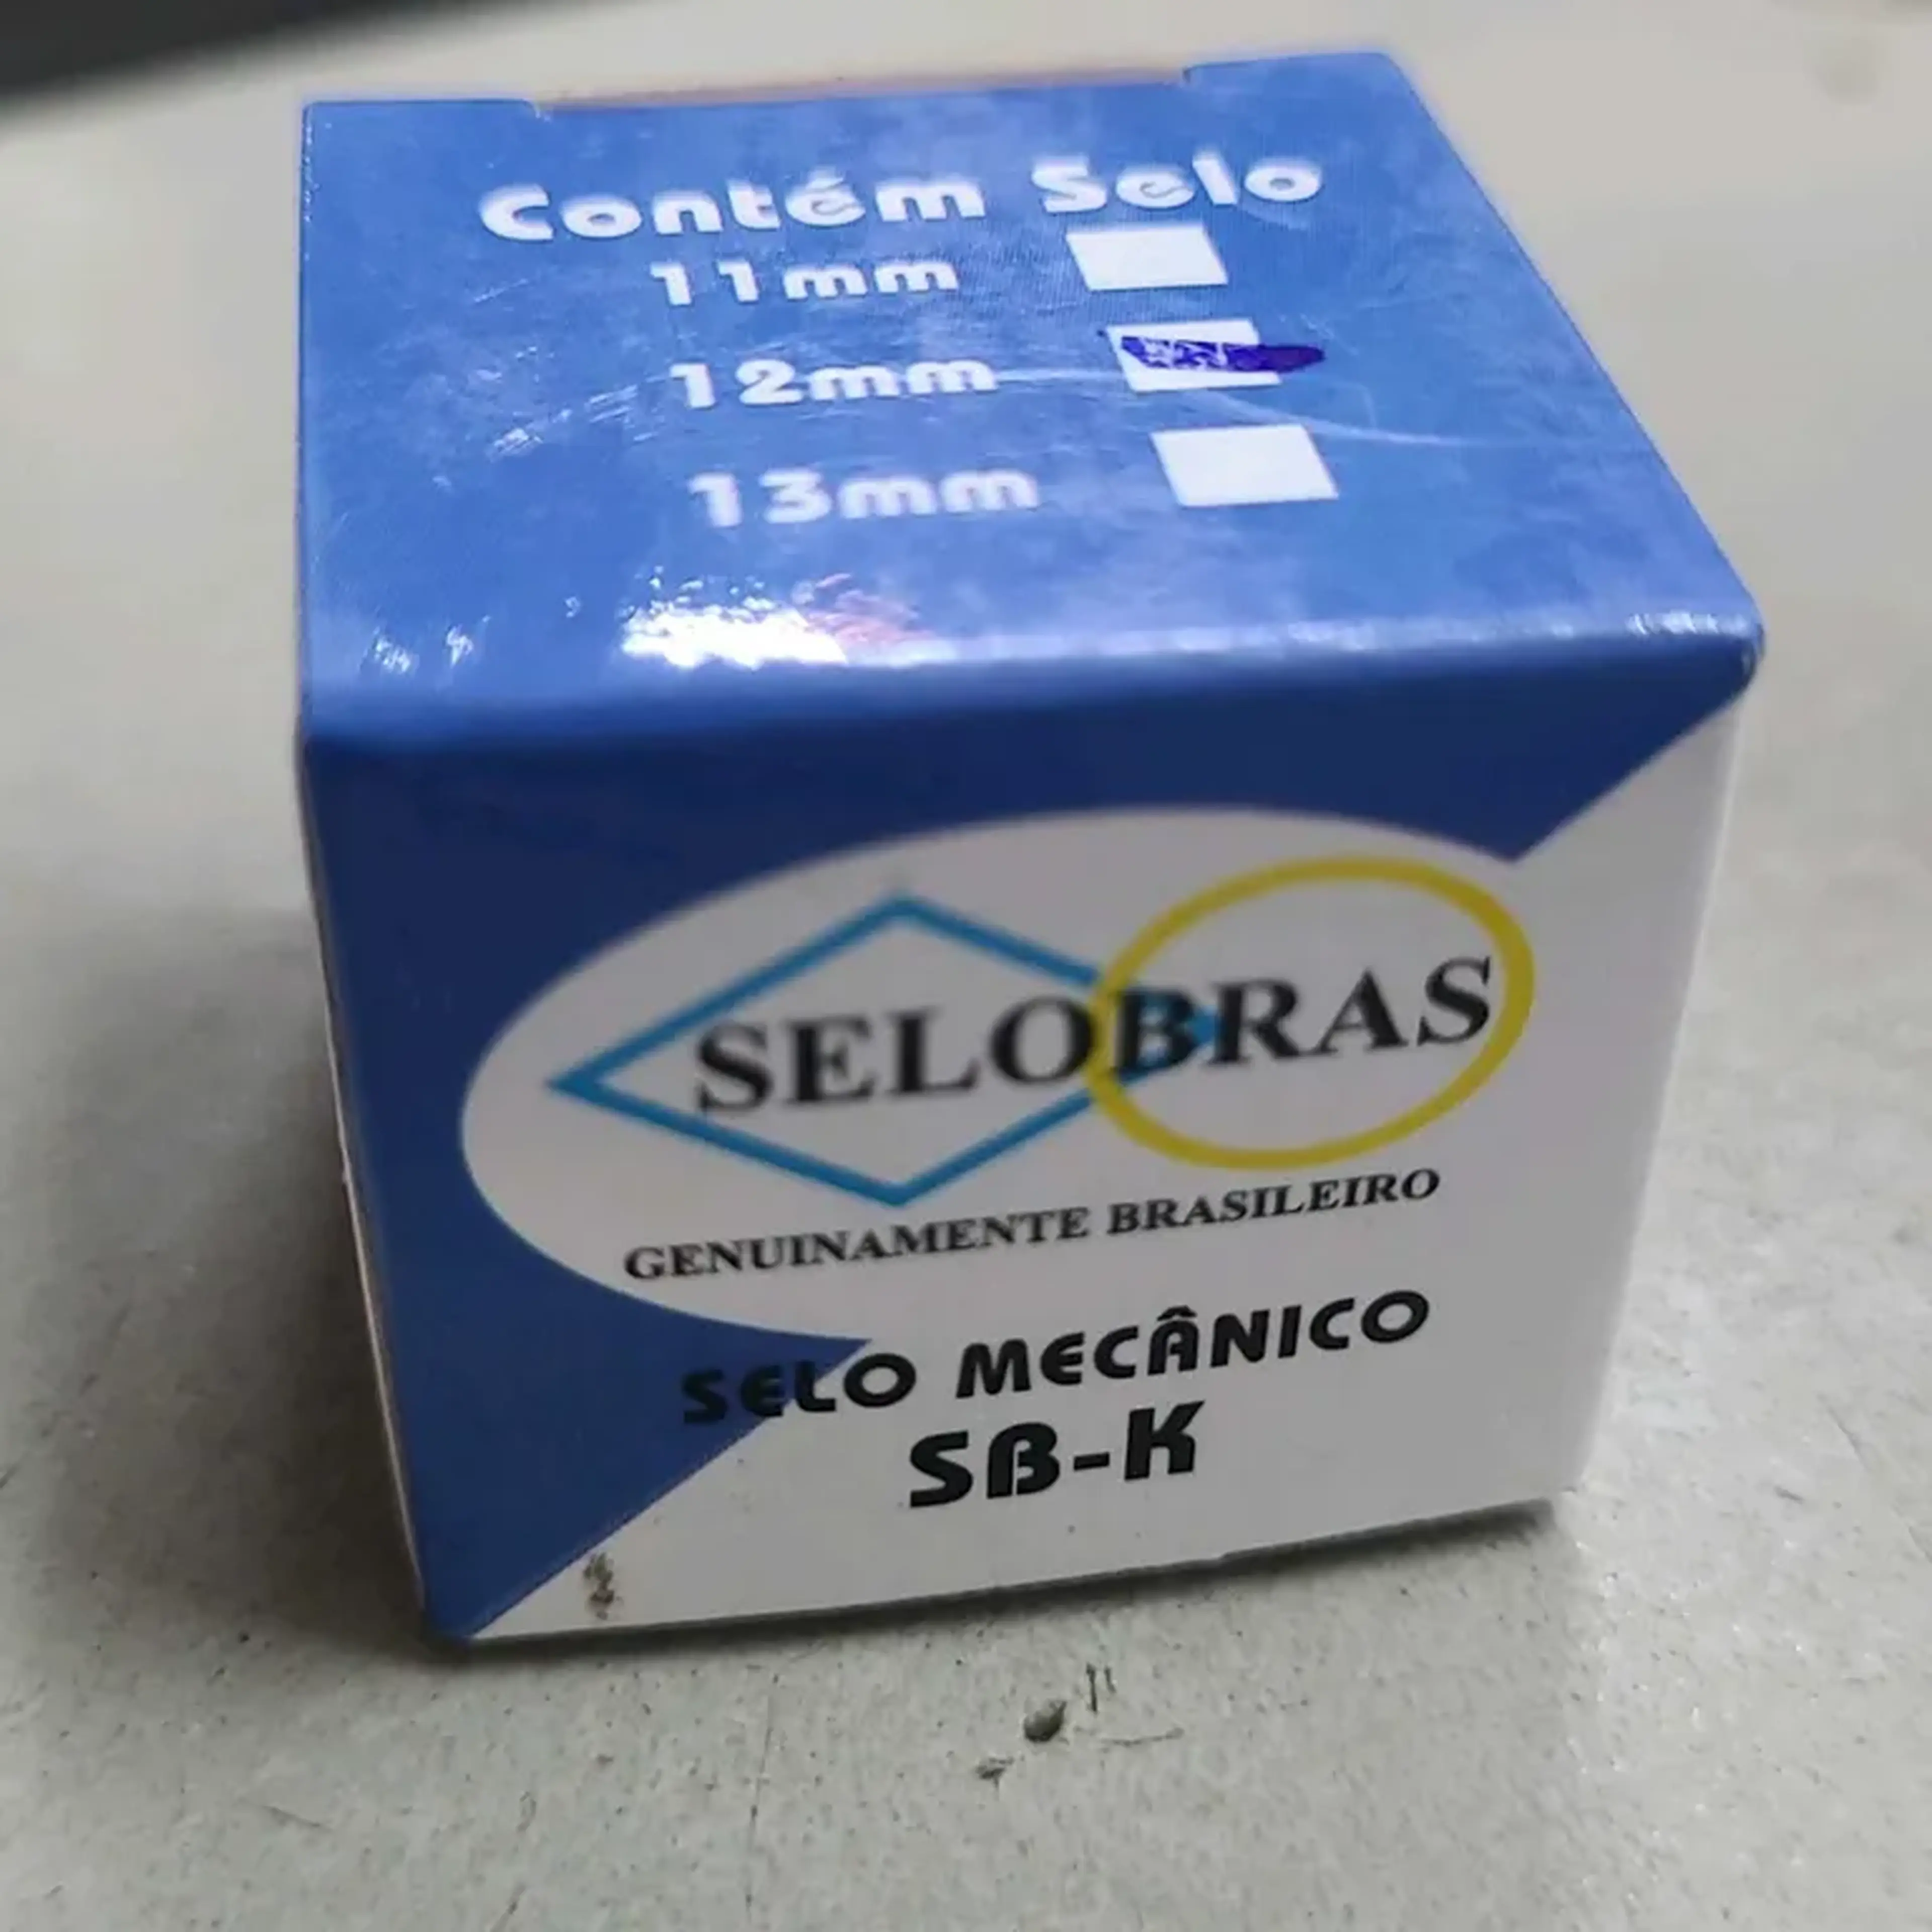 Contém Selo
11mm
12mm
13mm
SELOBRAS
GENUINAMENTE BRASILEIRO
SELO MECÂNICO
SB-K